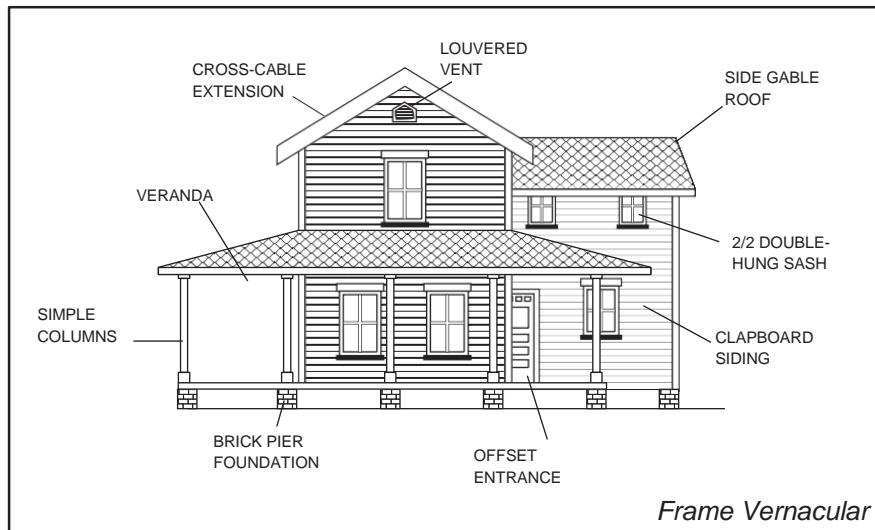 LOUVERED
VENT
CROSS-CABLE
EXTENSION
SIDE GABLE
ROOF
VERANDA
2/2 DOUBLE-
HUNG SASH
SIMPLE
COLUMNS
CLAPBOARD
SIDING
BRICK PIER
FOUNDATION
OFFSET
ENTRANCE
Frame Vernacular